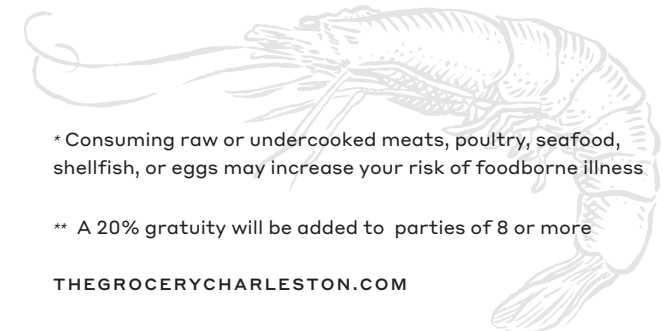 * Consuming raw or undercooked meats, poultry, seafood,
shellfish, or eggs may increase your risk of foodborne illness
** A 20% gratuity will be added to parties of 8 or more
THEGROCERYCHARLESTON.COM